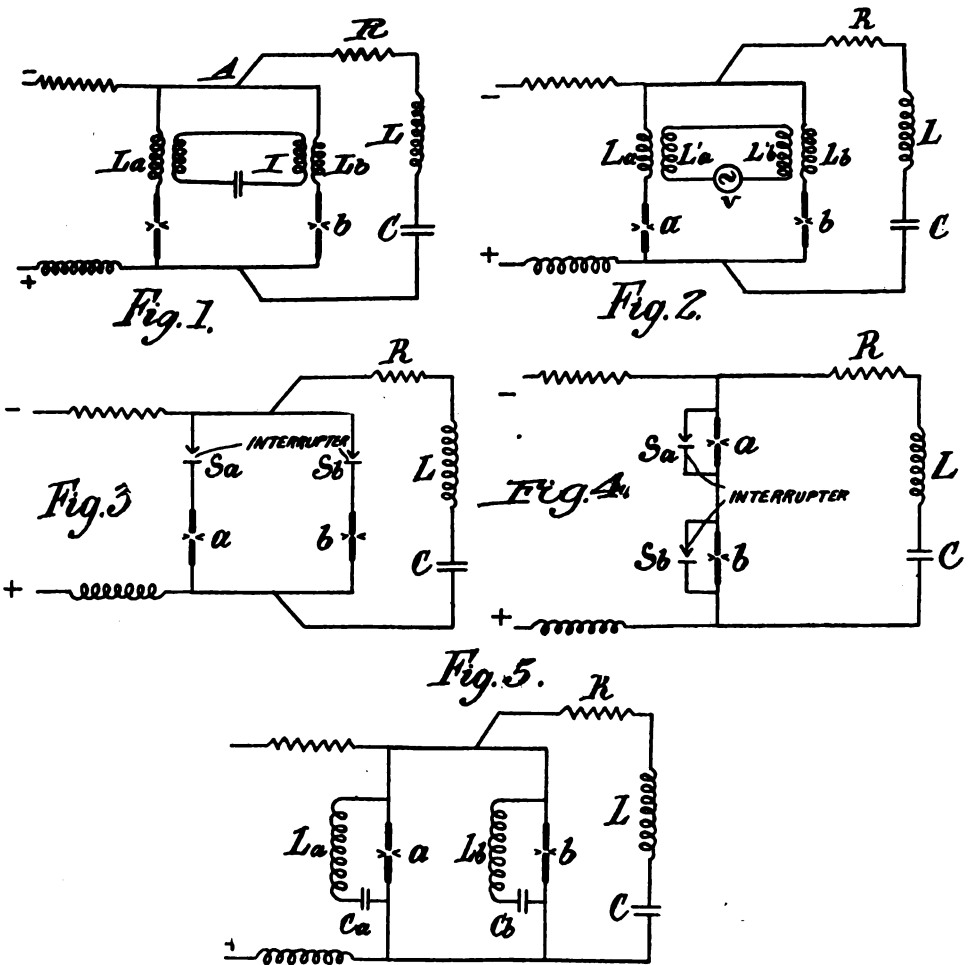 A
R
−
La
I
Lb
L
b
C
+
Fig. 1.
R
−
La
L'a
L'b
Lb
L
V
a
b
C
+
Fig. 2.
R
−
INTERRUPTER
Sa
Sb
L
Fig. 3
a
b
C
+
R
−
Sa
a
L
Fig. 4.
INTERRUPTER
Sb
b
C
+
Fig. 5.
R
La
a
Lb
b
L
Ca
Cb
C
+